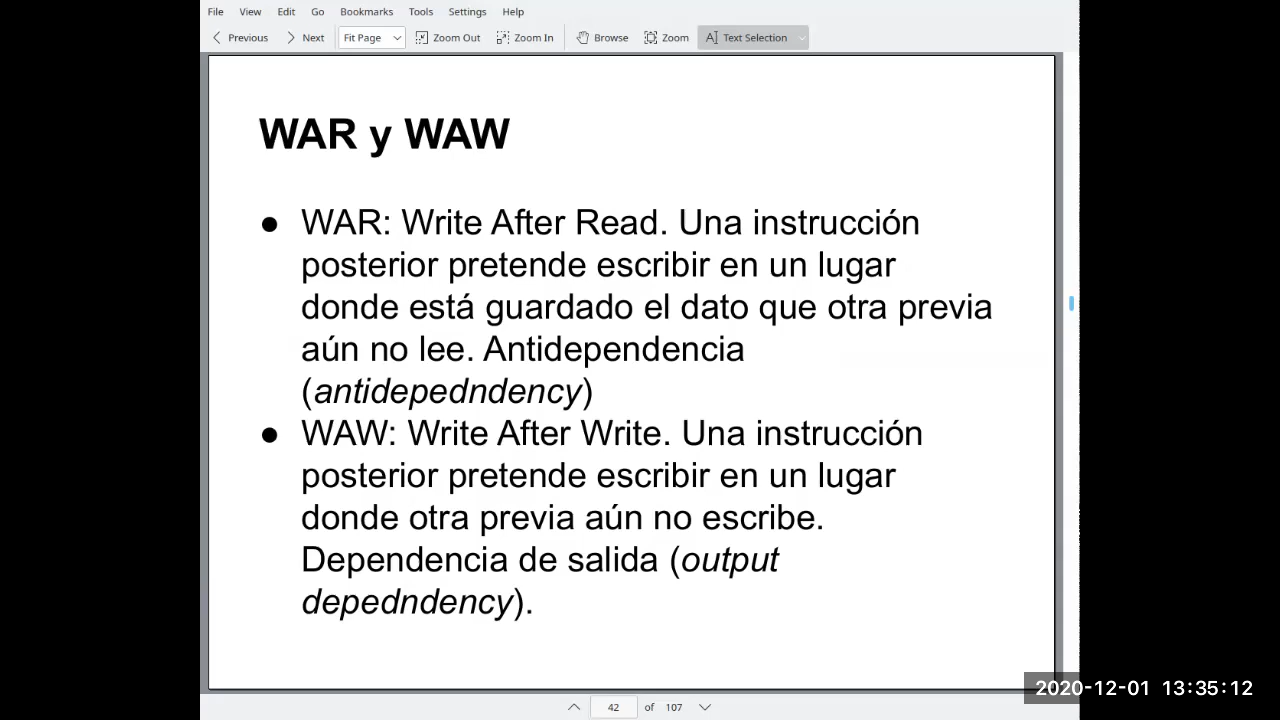 File View Edit Go Bookmarks Tools Settings Help
Previous Next Fit Page Zoom Out Zoom In Browse Zoom Text Selection
WAR y WAW
● WAR: Write After Read. Una instrucción
posterior pretende escribir en un lugar
donde está guardado el dato que otra previa
aún no lee. Antidependencia
(antidepedndency)
● WAW: Write After Write. Una instrucción
posterior pretende escribir en un lugar
donde otra previa aún no escribe.
Dependencia de salida (output
depedndency).
2020-12-01 13:35:12
42 of 107